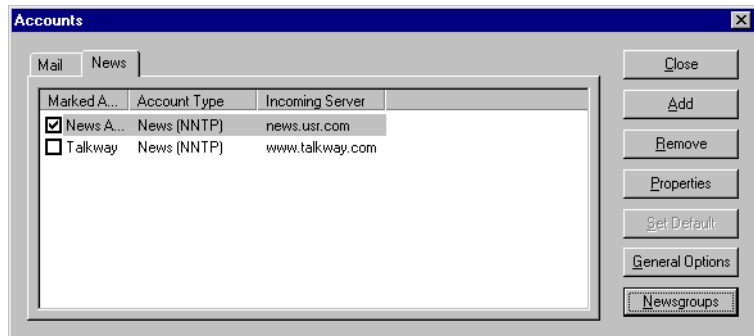 Accounts
Mail News
Marked A... Account Type Incoming Server
News A... News (NNTP) news.usr.com
Talkway News (NNTP) www.talkway.com
Close
Add
Remove
Properties
Set Default
General Options
Newsgroups